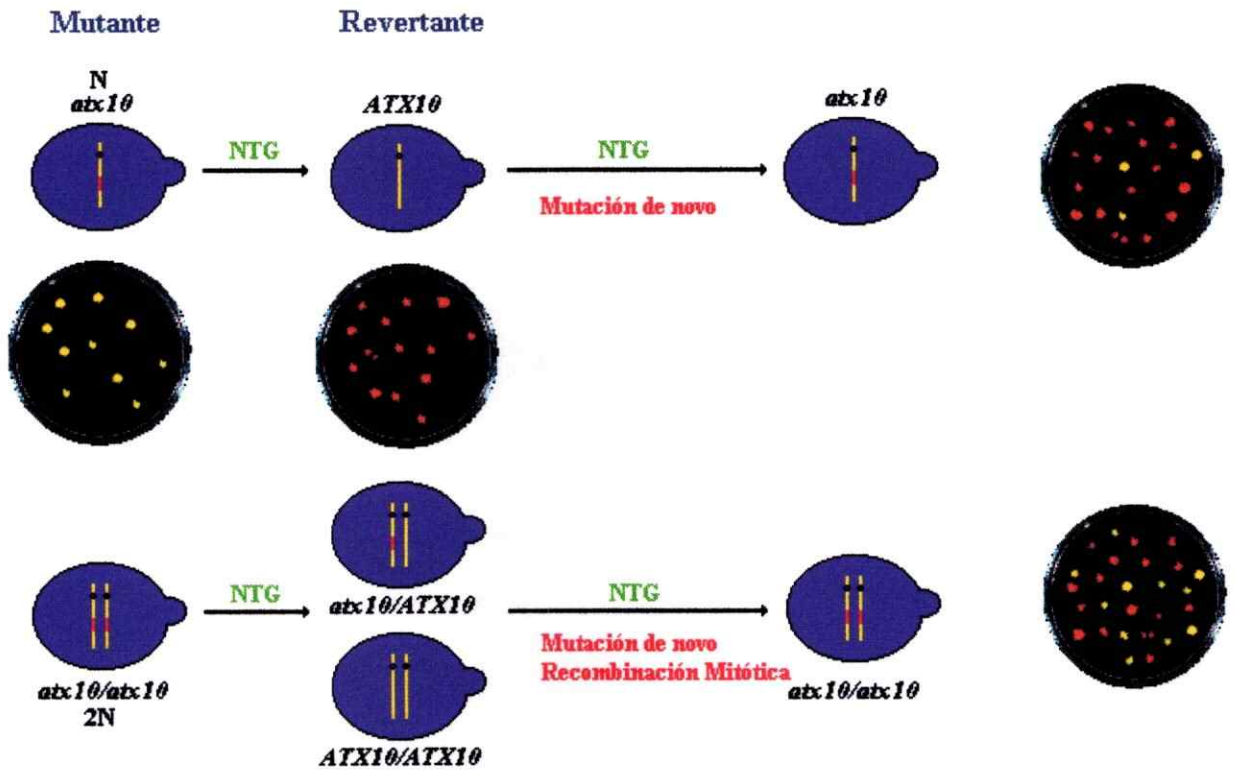 Mutante
Revertante
N
atx10
ATX10
atx10
NTG
NTG
Mutación de novo
NTG
atx10/ATX10
NTG
Mutación de novo
Recombinación Mitótica
atx10/atx10
2N
atx10/atx10
ATX10/ATX10